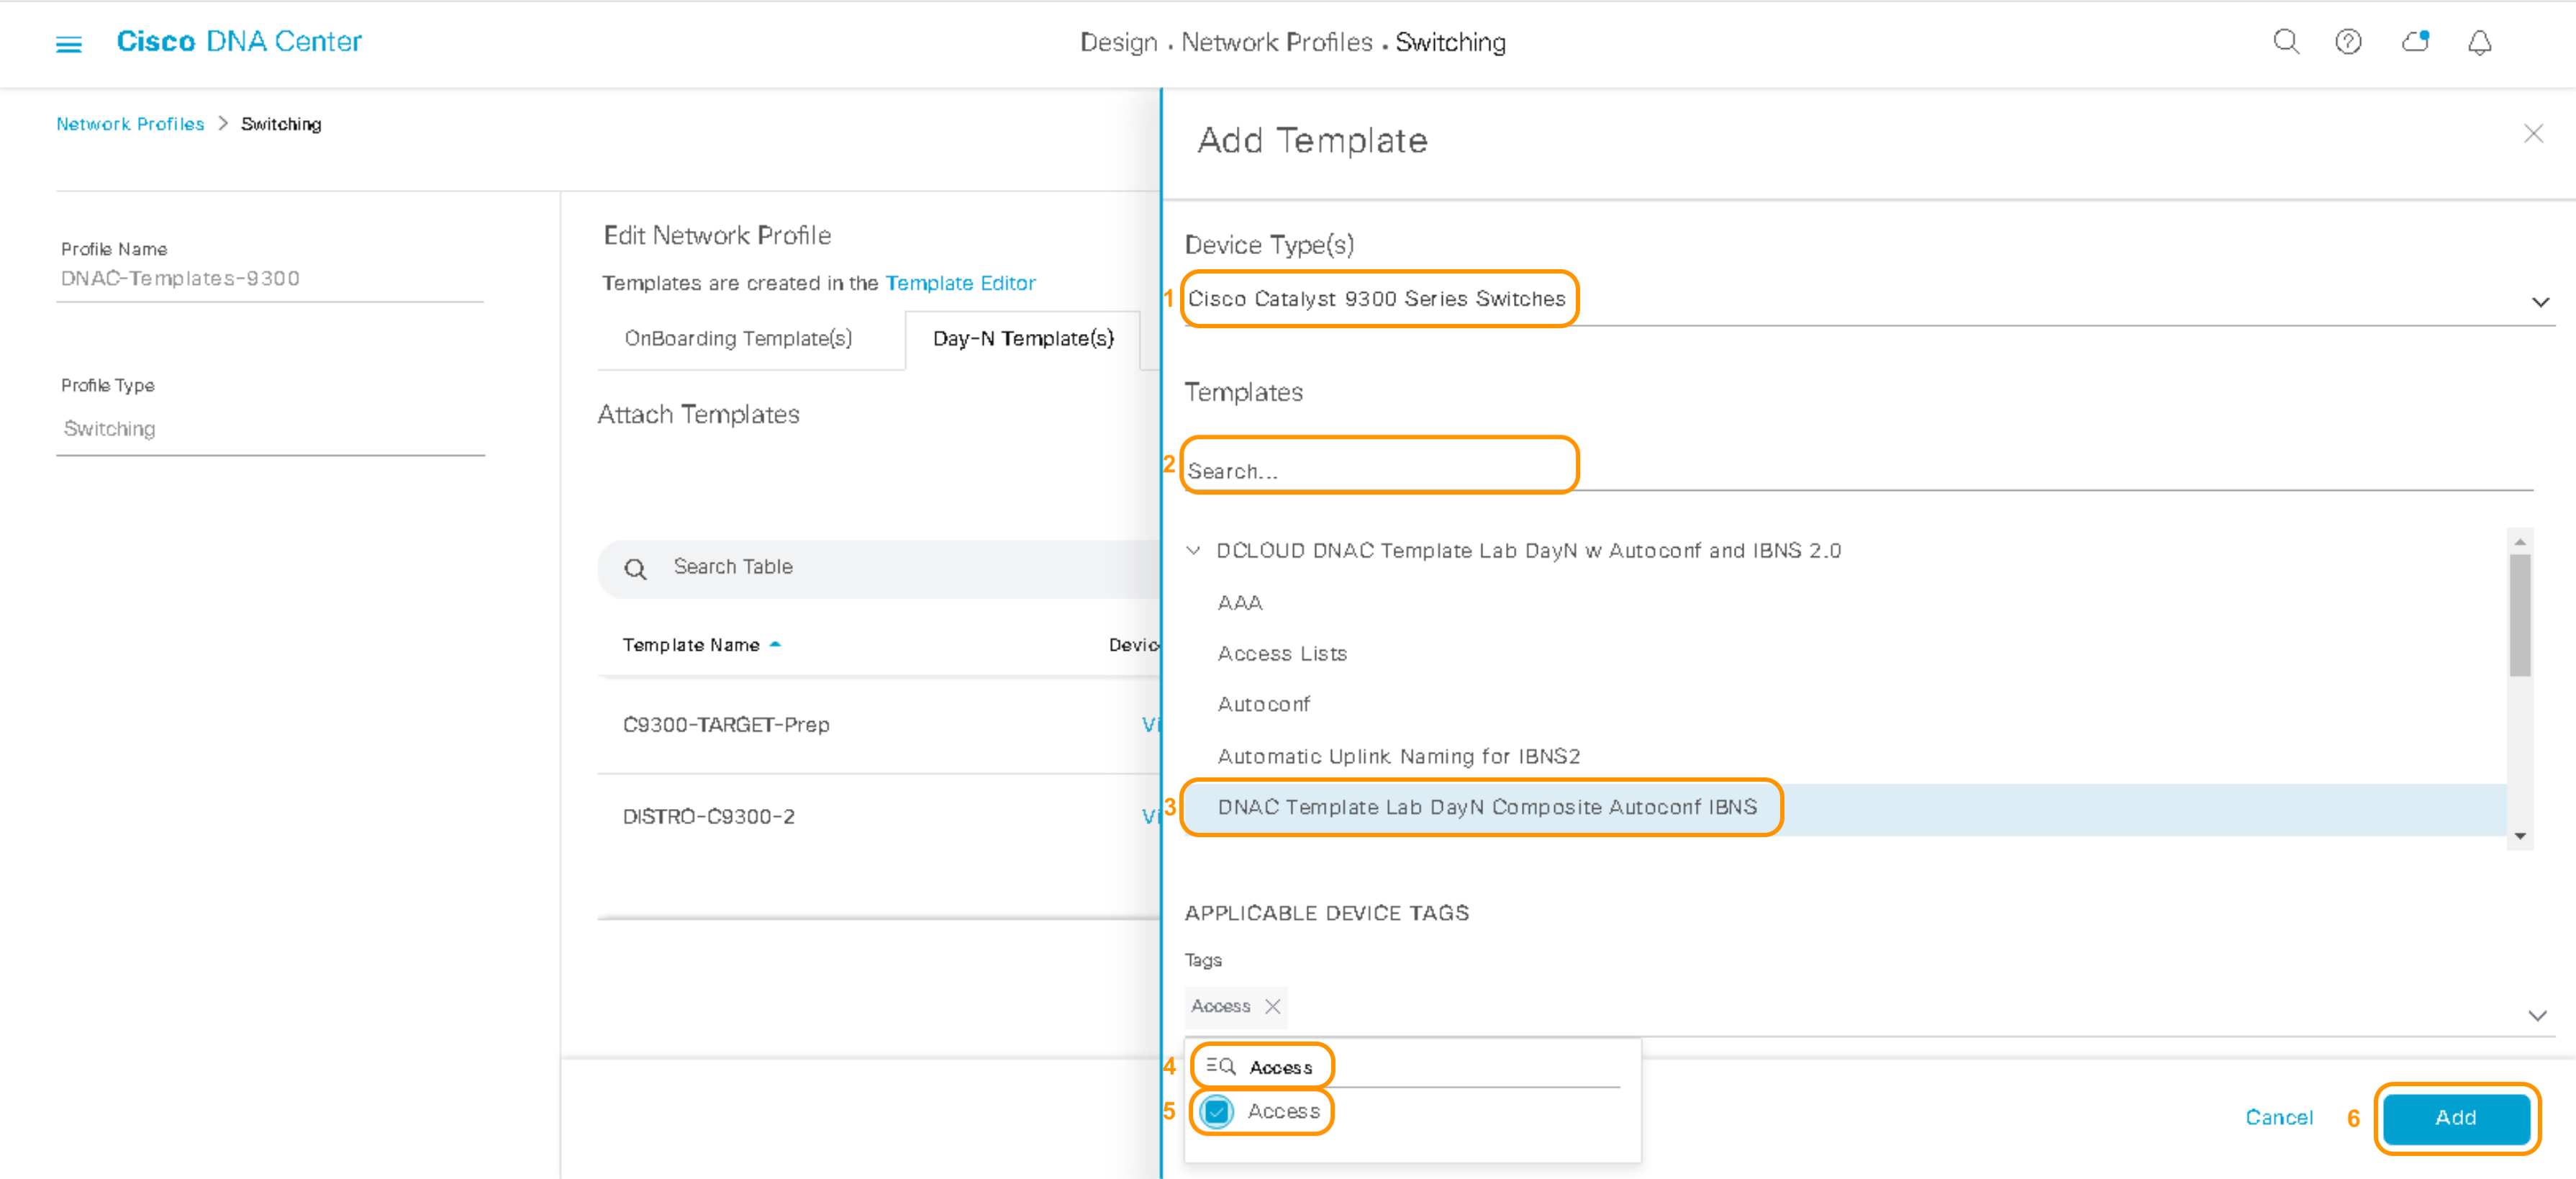 Cisco DNA Center
Design · Network Profiles · Switching
Network Profiles > Switching
Profile Name
DNAC-Templates-9300
Profile Type
Switching
Edit Network Profile
Templates are created in the Template Editor
OnBoarding Template(s)
Day-N Template(s)
Attach Templates
Search Table
Template Name
Devic
C9300-TARGET-Prep
Vi
DISTRO-C9300-2
Vi
Add Template
Device Type(s)
1 Cisco Catalyst 9300 Series Switches
Templates
2 Search...
DCLOUD DNAC Template Lab DayN w Autoconf and IBNS 2.0
AAA
Access Lists
Autoconf
Automatic Uplink Naming for IBNS2
3 DNAC Template Lab DayN Composite Autoconf IBNS
APPLICABLE DEVICE TAGS
Tags
Access
4 Access
5 Access
Cancel 6 Add